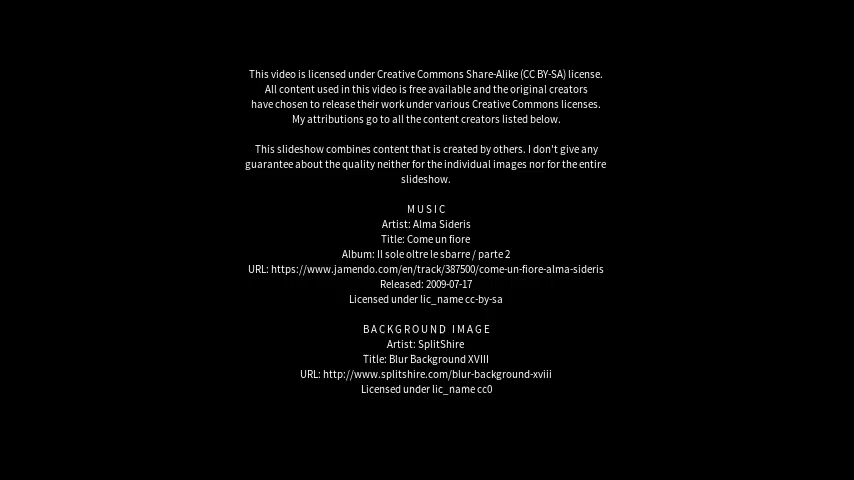 This video is licensed under Creative Commons Share-Alike (CC BY-SA) license.
All content used in this video is free available and the original creators
have chosen to release their work under various Creative Commons licenses.
My attributions go to all the content creators listed below.
This slideshow combines content that is created by others. I don't give any
guarantee about the quality neither for the individual images nor for the entire
slideshow.
MUSIC
Artist: Alma Sideris
Title: Come un fiore
Album: Il sole oltre le sbarre / parte 2
URL: https://www.jamendo.com/en/track/387500/come-un-fiore-alma-sideris
Released: 2009-07-17
Licensed under lic_name cc-by-sa
BACKGROUND IMAGE
Artist: SplitShire
Title: Blur Background XVIII
URL: http://www.splitshire.com/blur-background-xviii
Licensed under lic_name cc0